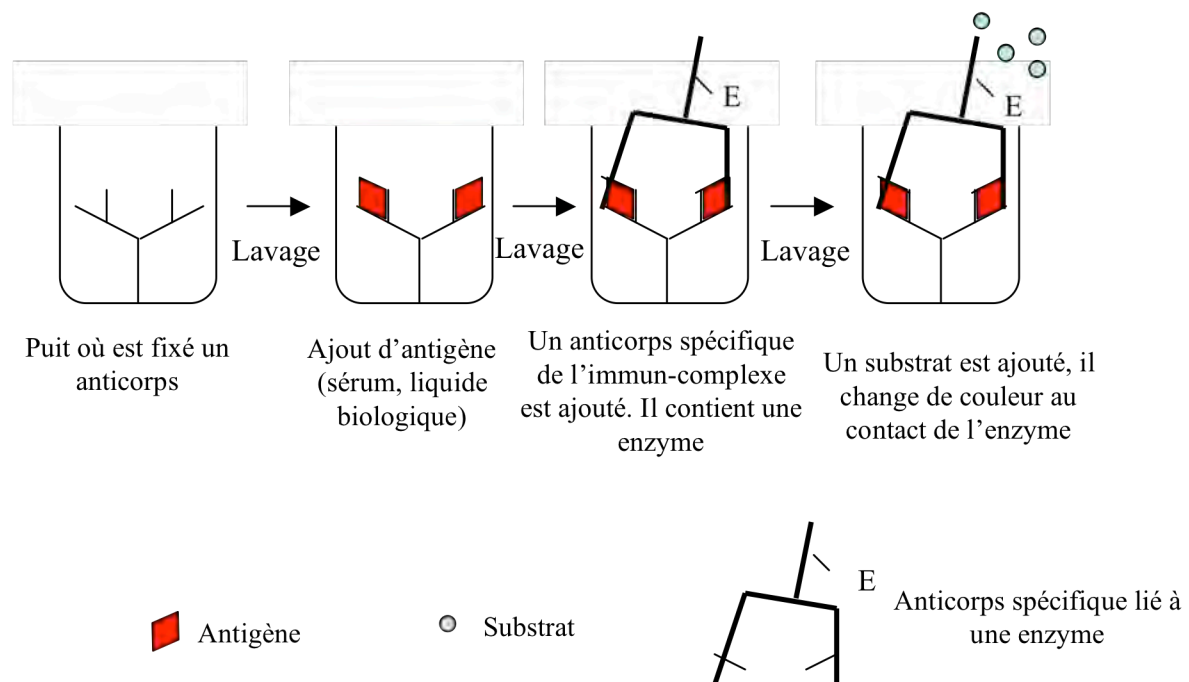 E
E
Lavage
Lavage
Lavage
Puit où est fixé un
anticorps
Ajout d’antigène
(sérum, liquide
biologique)
Un anticorps spécifique
de l’immun-complexe
est ajouté. Il contient une
enzyme
Un substrat est ajouté, il
change de couleur au
contact de l’enzyme
Antigène
Substrat
E
Anticorps spécifique lié à
une enzyme